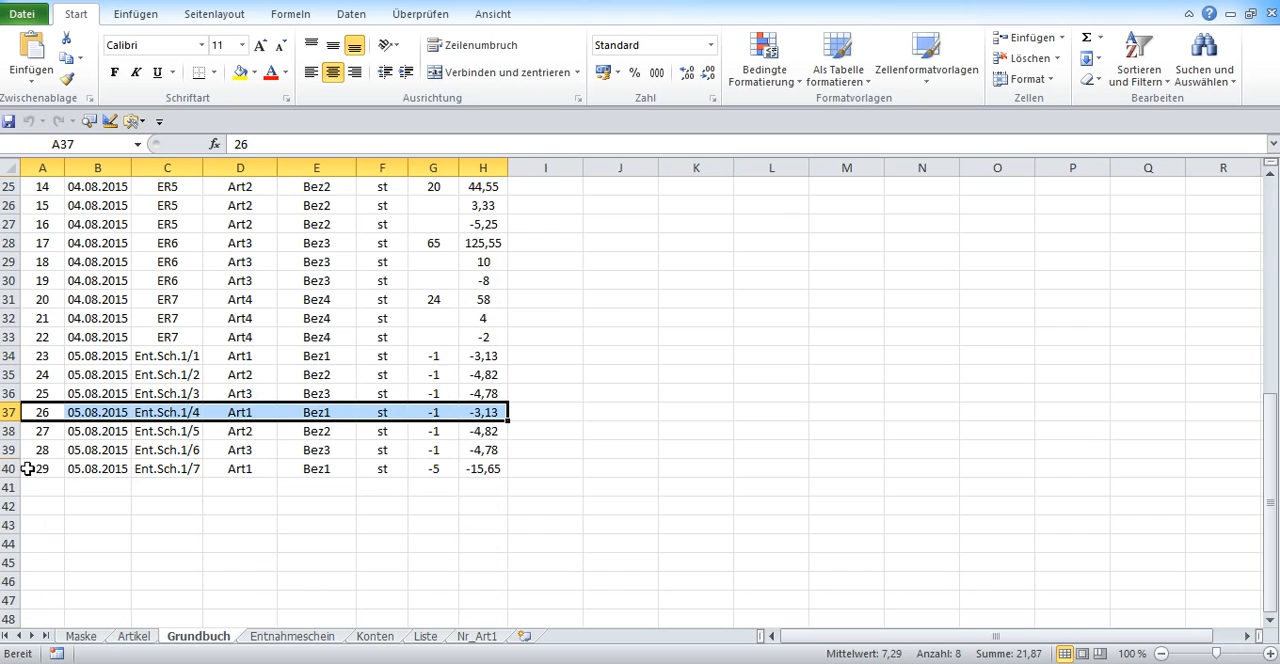 Datei Start Einfügen Seitenlayout Formeln Daten Überprüfen Ansicht
Einfügen
Calibri 11
F K U
Zeilenumbruch
Verbinden und zentrieren
Standard
% 000
Bedingte Formatierung
Als Tabelle formatieren
Zellenformatvorlagen
Einfügen
Löschen
Format
Sortieren und Filtern
Suchen und Auswählen
Zwischenablage Schriftart Ausrichtung Zahl Formatvorlagen Zellen Bearbeiten
A37 fx 26
A B C D E F G H I J K L M N O P Q R
25 14 04.08.2015 ER5 Art2 Bez2 st 20 44,55
26 15 04.08.2015 ER5 Art2 Bez2 st 3,33
27 16 04.08.2015 ER5 Art2 Bez2 st -5,25
28 17 04.08.2015 ER6 Art3 Bez3 st 65 125,55
29 18 04.08.2015 ER6 Art3 Bez3 st 10
30 19 04.08.2015 ER6 Art3 Bez3 st -8
31 20 04.08.2015 ER7 Art4 Bez4 st 24 58
32 21 04.08.2015 ER7 Art4 Bez4 st 4
33 22 04.08.2015 ER7 Art4 Bez4 st -2
34 23 05.08.2015 Ent.Sch.1/1 Art1 Bez1 st -1 -3,13
35 24 05.08.2015 Ent.Sch.1/2 Art2 Bez2 st -1 -4,82
36 25 05.08.2015 Ent.Sch.1/3 Art3 Bez3 st -1 -4,78
37 26 05.08.2015 Ent.Sch.1/4 Art1 Bez1 st -1 -3,13
38 27 05.08.2015 Ent.Sch.1/5 Art2 Bez2 st -1 -4,82
39 28 05.08.2015 Ent.Sch.1/6 Art3 Bez3 st -1 -4,78
40 29 05.08.2015 Ent.Sch.1/7 Art1 Bez1 st -5 -15,65
41
42
43
44
45
46
47
48
Maske Artikel Grundbuch Entnahmeschein Konten Liste Nr_Art1
Bereit Mittelwert: 7,29 Anzahl: 8 Summe: 21,87 100 %